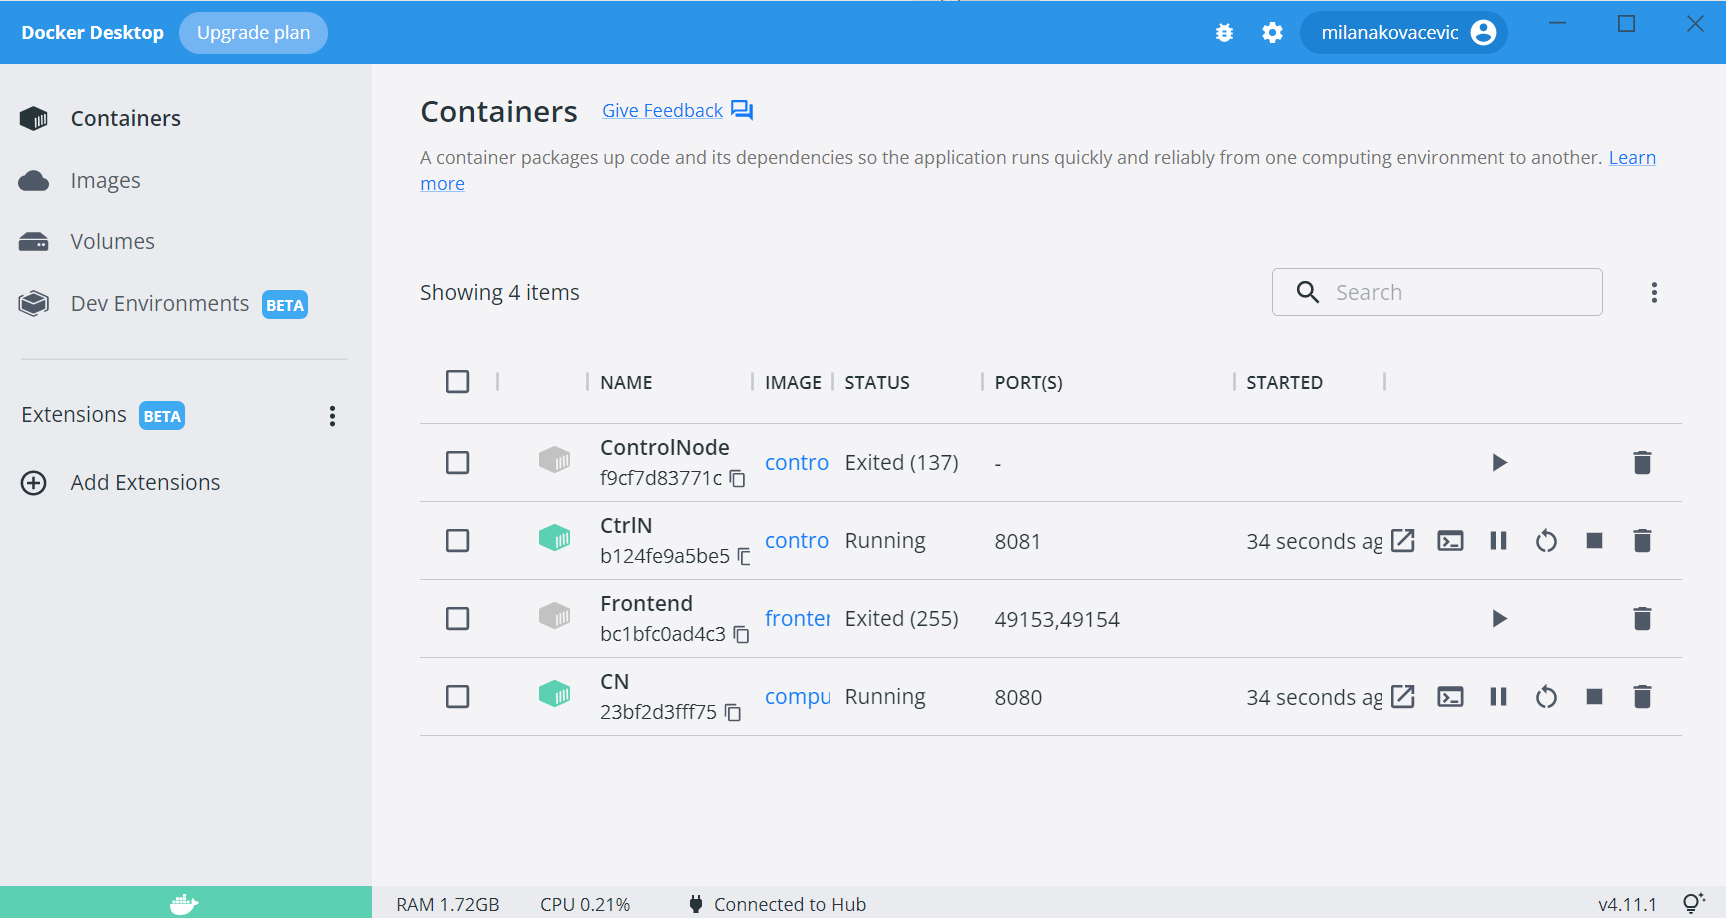 Docker Desktop Upgrade plan milanakovacevic
Containers
Images
Volumes
Dev Environments BETA
Extensions BETA
Add Extensions
Containers Give Feedback
A container packages up code and its dependencies so the application runs quickly and reliably from one computing environment to another. Learn
more
Showing 4 items Search
NAME IMAGE STATUS PORT(S) STARTED
ControlNode
f9cf7d83771c contro Exited (137) -
CtrlN
b124fe9a5be5 contro Running 8081 34 seconds ag
Frontend
bc1bfc0ad4c3 fronter Exited (255) 49153,49154
CN
23bf2d3fff75 compu Running 8080 34 seconds ag
RAM 1.72GB CPU 0.21% Connected to Hub v4.11.1